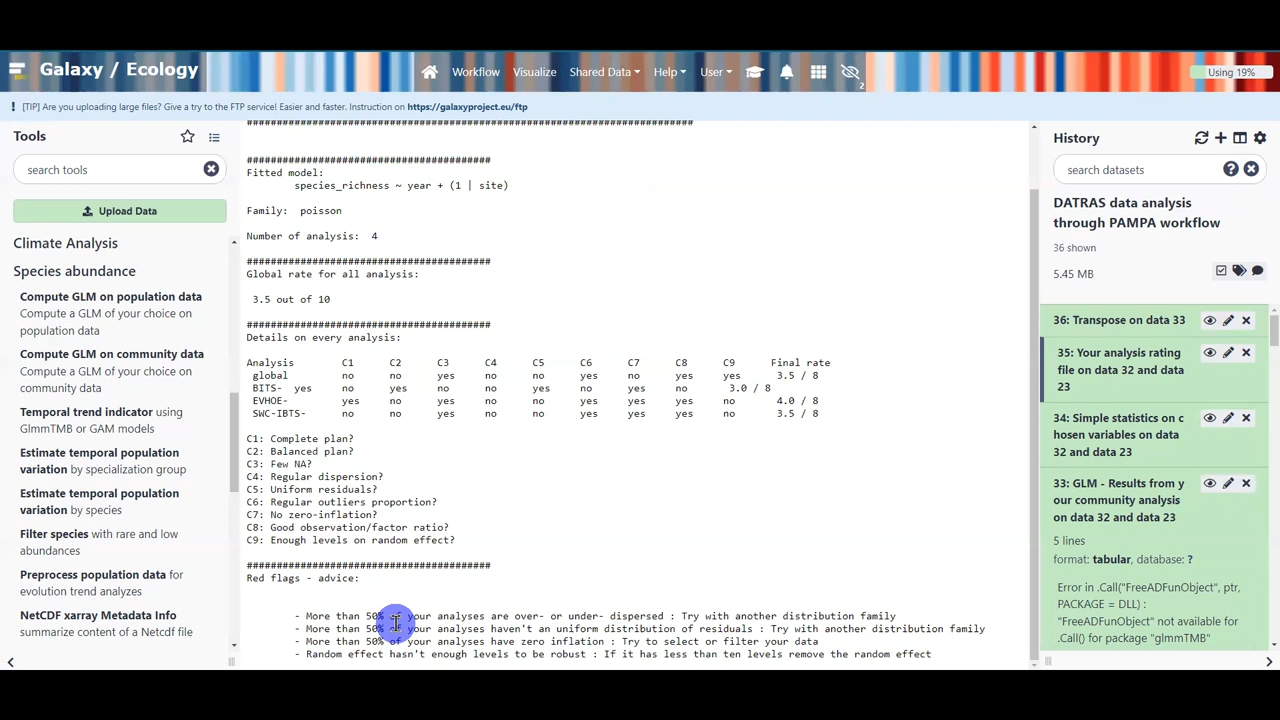 Galaxy / Ecology
Workflow
Visualize
Shared Data
Help
User
2
Using 19%
! [TIP] Are you uploading large files? Give a try to the FTP service! Easier and faster. Instruction on https://galaxyproject.eu/ftp
Tools
search tools
Upload Data
Climate Analysis
Species abundance
Compute GLM on population data
Compute a GLM of your choice on
population data
Compute GLM on community data
Compute a GLM of your choice on
community data
Temporal trend indicator using
GlmmTMB or GAM models
Estimate temporal population
variation by specialization group
Estimate temporal population
variation by species
Filter species with rare and low
abundances
Preprocess population data for
evolution trend analyzes
NetCDF xarray Metadata Info
summarize content of a Netcdf file
###########################################################################
#########################################
Fitted model:
species_richness ~ year + (1 | site)
Family: poisson
Number of analysis: 4
#########################################
Global rate for all analysis:
3.5 out of 10
#########################################
Details on every analysis:
Analysis C1 C2 C3 C4 C5 C6 C7 C8 C9 Final rate
global no no yes no no yes no yes yes 3.5 / 8
BITS- yes no yes no no yes no yes no 3.0 / 8
EVHOE- yes no yes no no yes yes yes no 4.0 / 8
SWC-IBTS- no no yes no no yes yes yes no 3.5 / 8
C1: Complete plan?
C2: Balanced plan?
C3: Few NA?
C4: Regular dispersion?
C5: Uniform residuals?
C6: Regular outliers proportion?
C7: No zero-inflation?
C8: Good observation/factor ratio?
C9: Enough levels on random effect?
#########################################
Red flags - advice:
- More than 50% of your analyses are over- or under- dispersed : Try with another distribution family
- More than 50% of your analyses haven't an uniform distribution of residuals : Try with another distribution family
- More than 50% of your analyses have zero inflation : Try to select or filter your data
- Random effect hasn't enough levels to be robust : If it has less than ten levels remove the random effect
History
search datasets
DATRAS data analysis
through PAMPA workflow
36 shown
5.45 MB
36: Transpose on data 33
35: Your analysis rating
file on data 32 and data
23
34: Simple statistics on c
hosen variables on data
32 and data 23
33: GLM - Results from y
our community analysis
on data 32 and data 23
5 lines
format: tabular, database: ?
Error in .Call("FreeADFunObject", ptr,
PACKAGE = DLL) :
"FreeADFunObject" not available for
.Call() for package "glmmTMB"